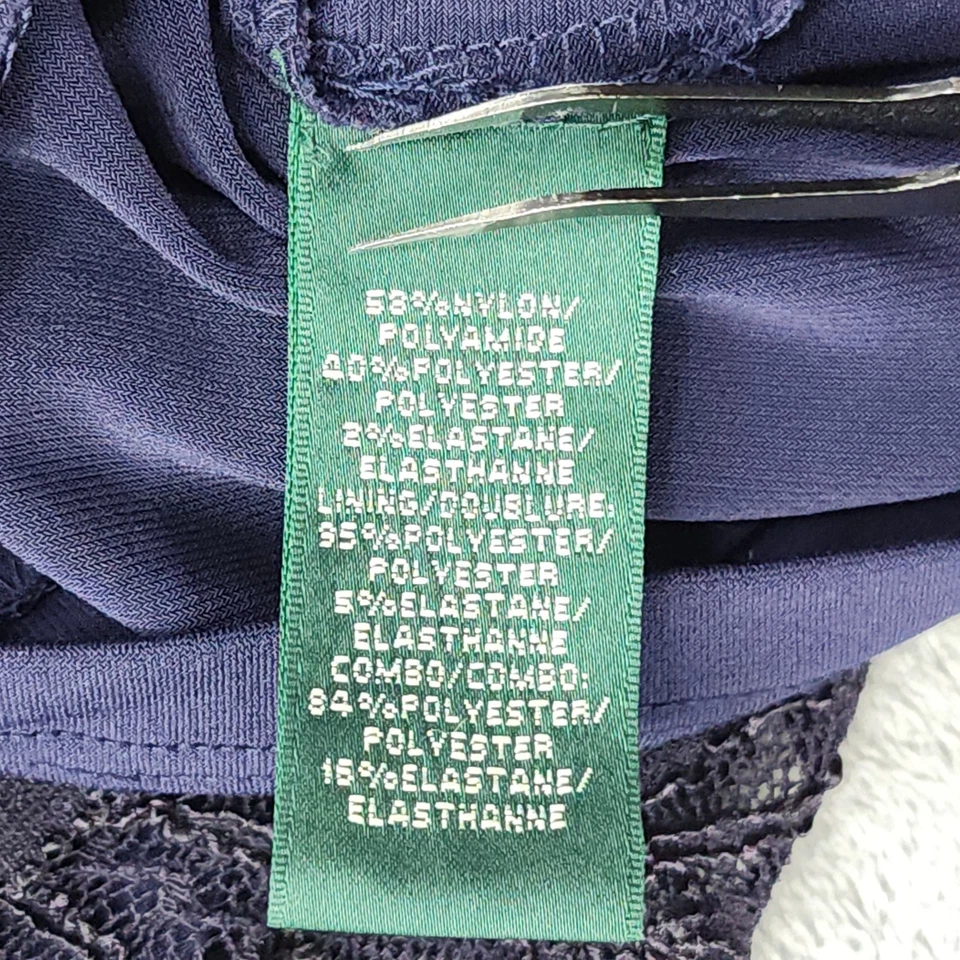 58%NYLON/
POLYAMIDE
40%POLYESTER/
POLYESTER
2%ELASTANE/
ELASTHANNE
LINING/DOUBLURE:
95%POLYESTER/
POLYESTER
5%ELASTANE/
ELASTHANNE
COMBO/COMBO:
84%POLYESTER/
POLYESTER
16%ELASTANE/
ELASTHANNE